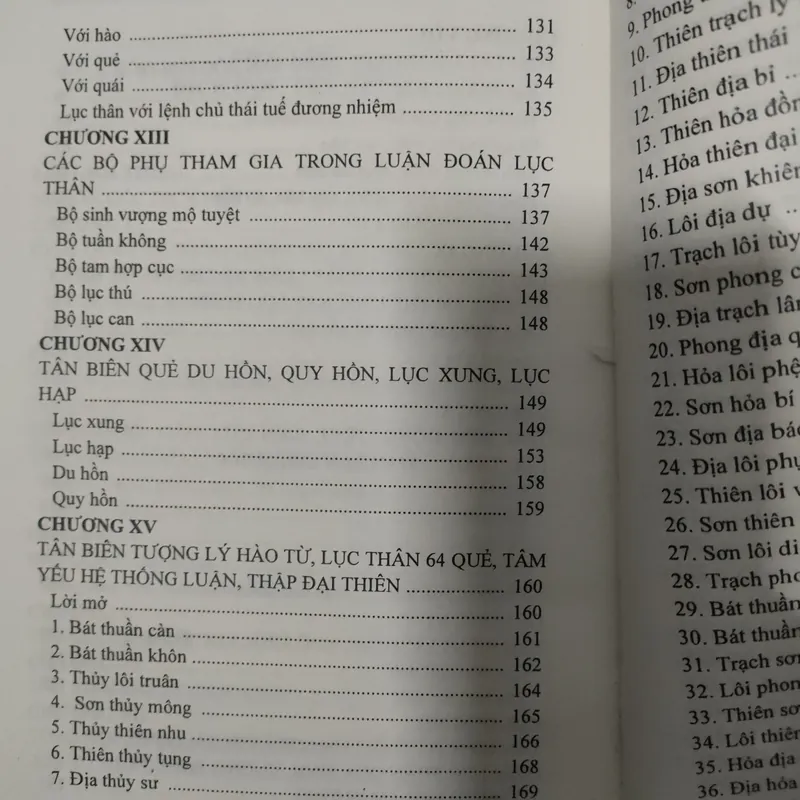 Với hào ........ 131
Với quẻ ........ 133
Với quái ........ 134
Lục thân với lệnh chủ thái tuế đương nhiệm ........ 135
CHƯƠNG XIII
CÁC BỘ PHỤ THAM GIA TRONG LUẬN ĐOÁN LỤC
THÂN ........ 137
Bộ sinh vượng mộ tuyệt ........ 137
Bộ tuần không ........ 142
Bộ tam hợp cục ........ 143
Bộ lục thú ........ 148
Bộ lục can ........ 148
CHƯƠNG XIV
TÂN BIÊN QUẺ DU HỒN, QUY HỒN, LỤC XUNG, LỤC
HẠP ........ 149
Lục xung ........ 149
Lục hạp ........ 153
Du hồn ........ 158
Quy hồn ........ 159
CHƯƠNG XV
TÂN BIÊN TƯỢNG LÝ HÀO TỪ, LỤC THÂN 64 QUẺ, TÂM
YẾU HỆ THỐNG LUẬN, THẬP ĐẠI THIÊN ........ 160
Lời mở ........ 160
1. Bát thuần càn ........ 161
2. Bát thuần khôn ........ 162
3. Thủy lôi truân ........ 164
4. Sơn thủy mông ........ 165
5. Thủy thiên nhu ........ 166
6. Thiên thủy tụng ........ 168
7. Địa thủy sư ........ 169
8.
9. Phong
10. Thiên trạch lý
11. Địa thiên thái
12. Thiên địa bỉ ...
13. Thiên hỏa
14. Hỏa thiên đại
15. Địa sơn
16. Lôi địa dự ...
17. Trạch lôi tùy
18. Sơn phong
19. Địa trạch
20. Phong địa
21. Hỏa lôi
22. Sơn hỏa bí
23. Sơn địa
24. Địa lôi
25. Thiên lôi
26. Sơn thiên
27. Sơn lôi di
28. Trạch
29. Bát thuần
30. Bát thuần
31. Trạch
32. Lôi
33. Thiên
34. Lôi thiên
35. Hỏa địa
36. Địa hỏa